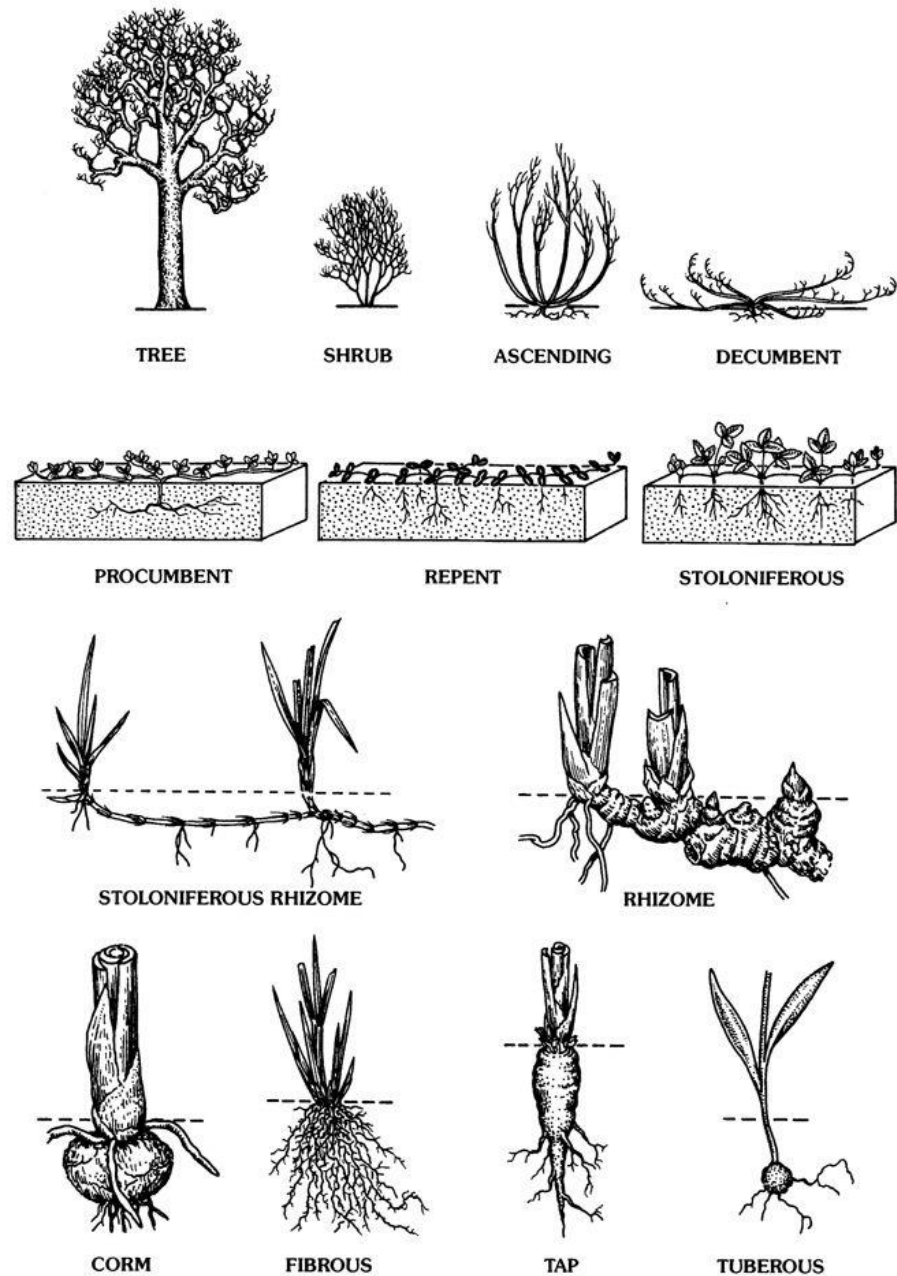 TREE
SHRUB
ASCENDING
DECUMBENT
PROCUMBENT
REPENT
STOLONIFEROUS
STOLONIFEROUS RHIZOME
RHIZOME
CORM
FIBROUS
TAP
TUBEROUS